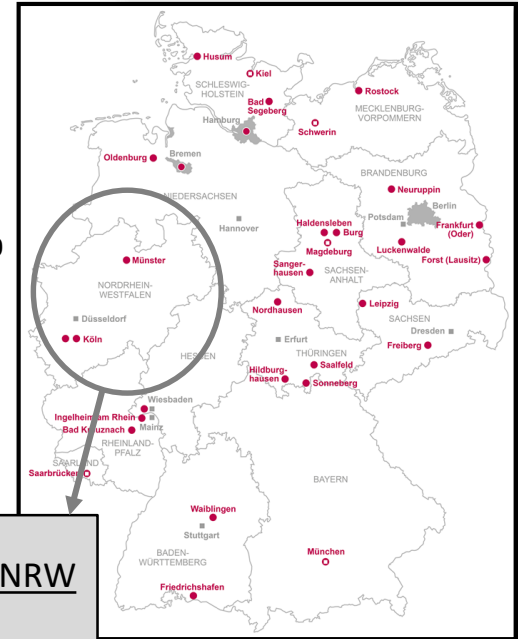 Husum
Kiel
SCHLESWIG-
HOLSTEIN
Bad
Segeberg
Rostock
MECKLENBURG-
VORPOMMERN
Hamburg
Schwerin
Oldenburg
Bremen
NIEDERSACHSEN
BRANDENBURG
Neuruppin
Berlin
Potsdam
Frankfurt
(Oder)
Hannover
Haldensleben
Burg
Magdeburg
Luckenwalde
Forst (Lausitz)
Münster
Sanger-
hausen
SACHSEN-
ANHALT
NORDRHEIN-
WESTFALEN
Nordhausen
Leipzig
SACHSEN
Düsseldorf
Köln
Dresden
Erfurt
Freiberg
HESSEN
THÜRINGEN
Saalfeld
Hildburg-
hausen
Sonneberg
Wiesbaden
Ingelheim am Rhein
Mainz
Bad Kreuznach
RHEINLAND-
PFALZ
SAARLAND
Saarbrücken
BAYERN
Waiblingen
Stuttgart
NRW
BADEN-
WÜRTTEMBERG
München
Friedrichshafen